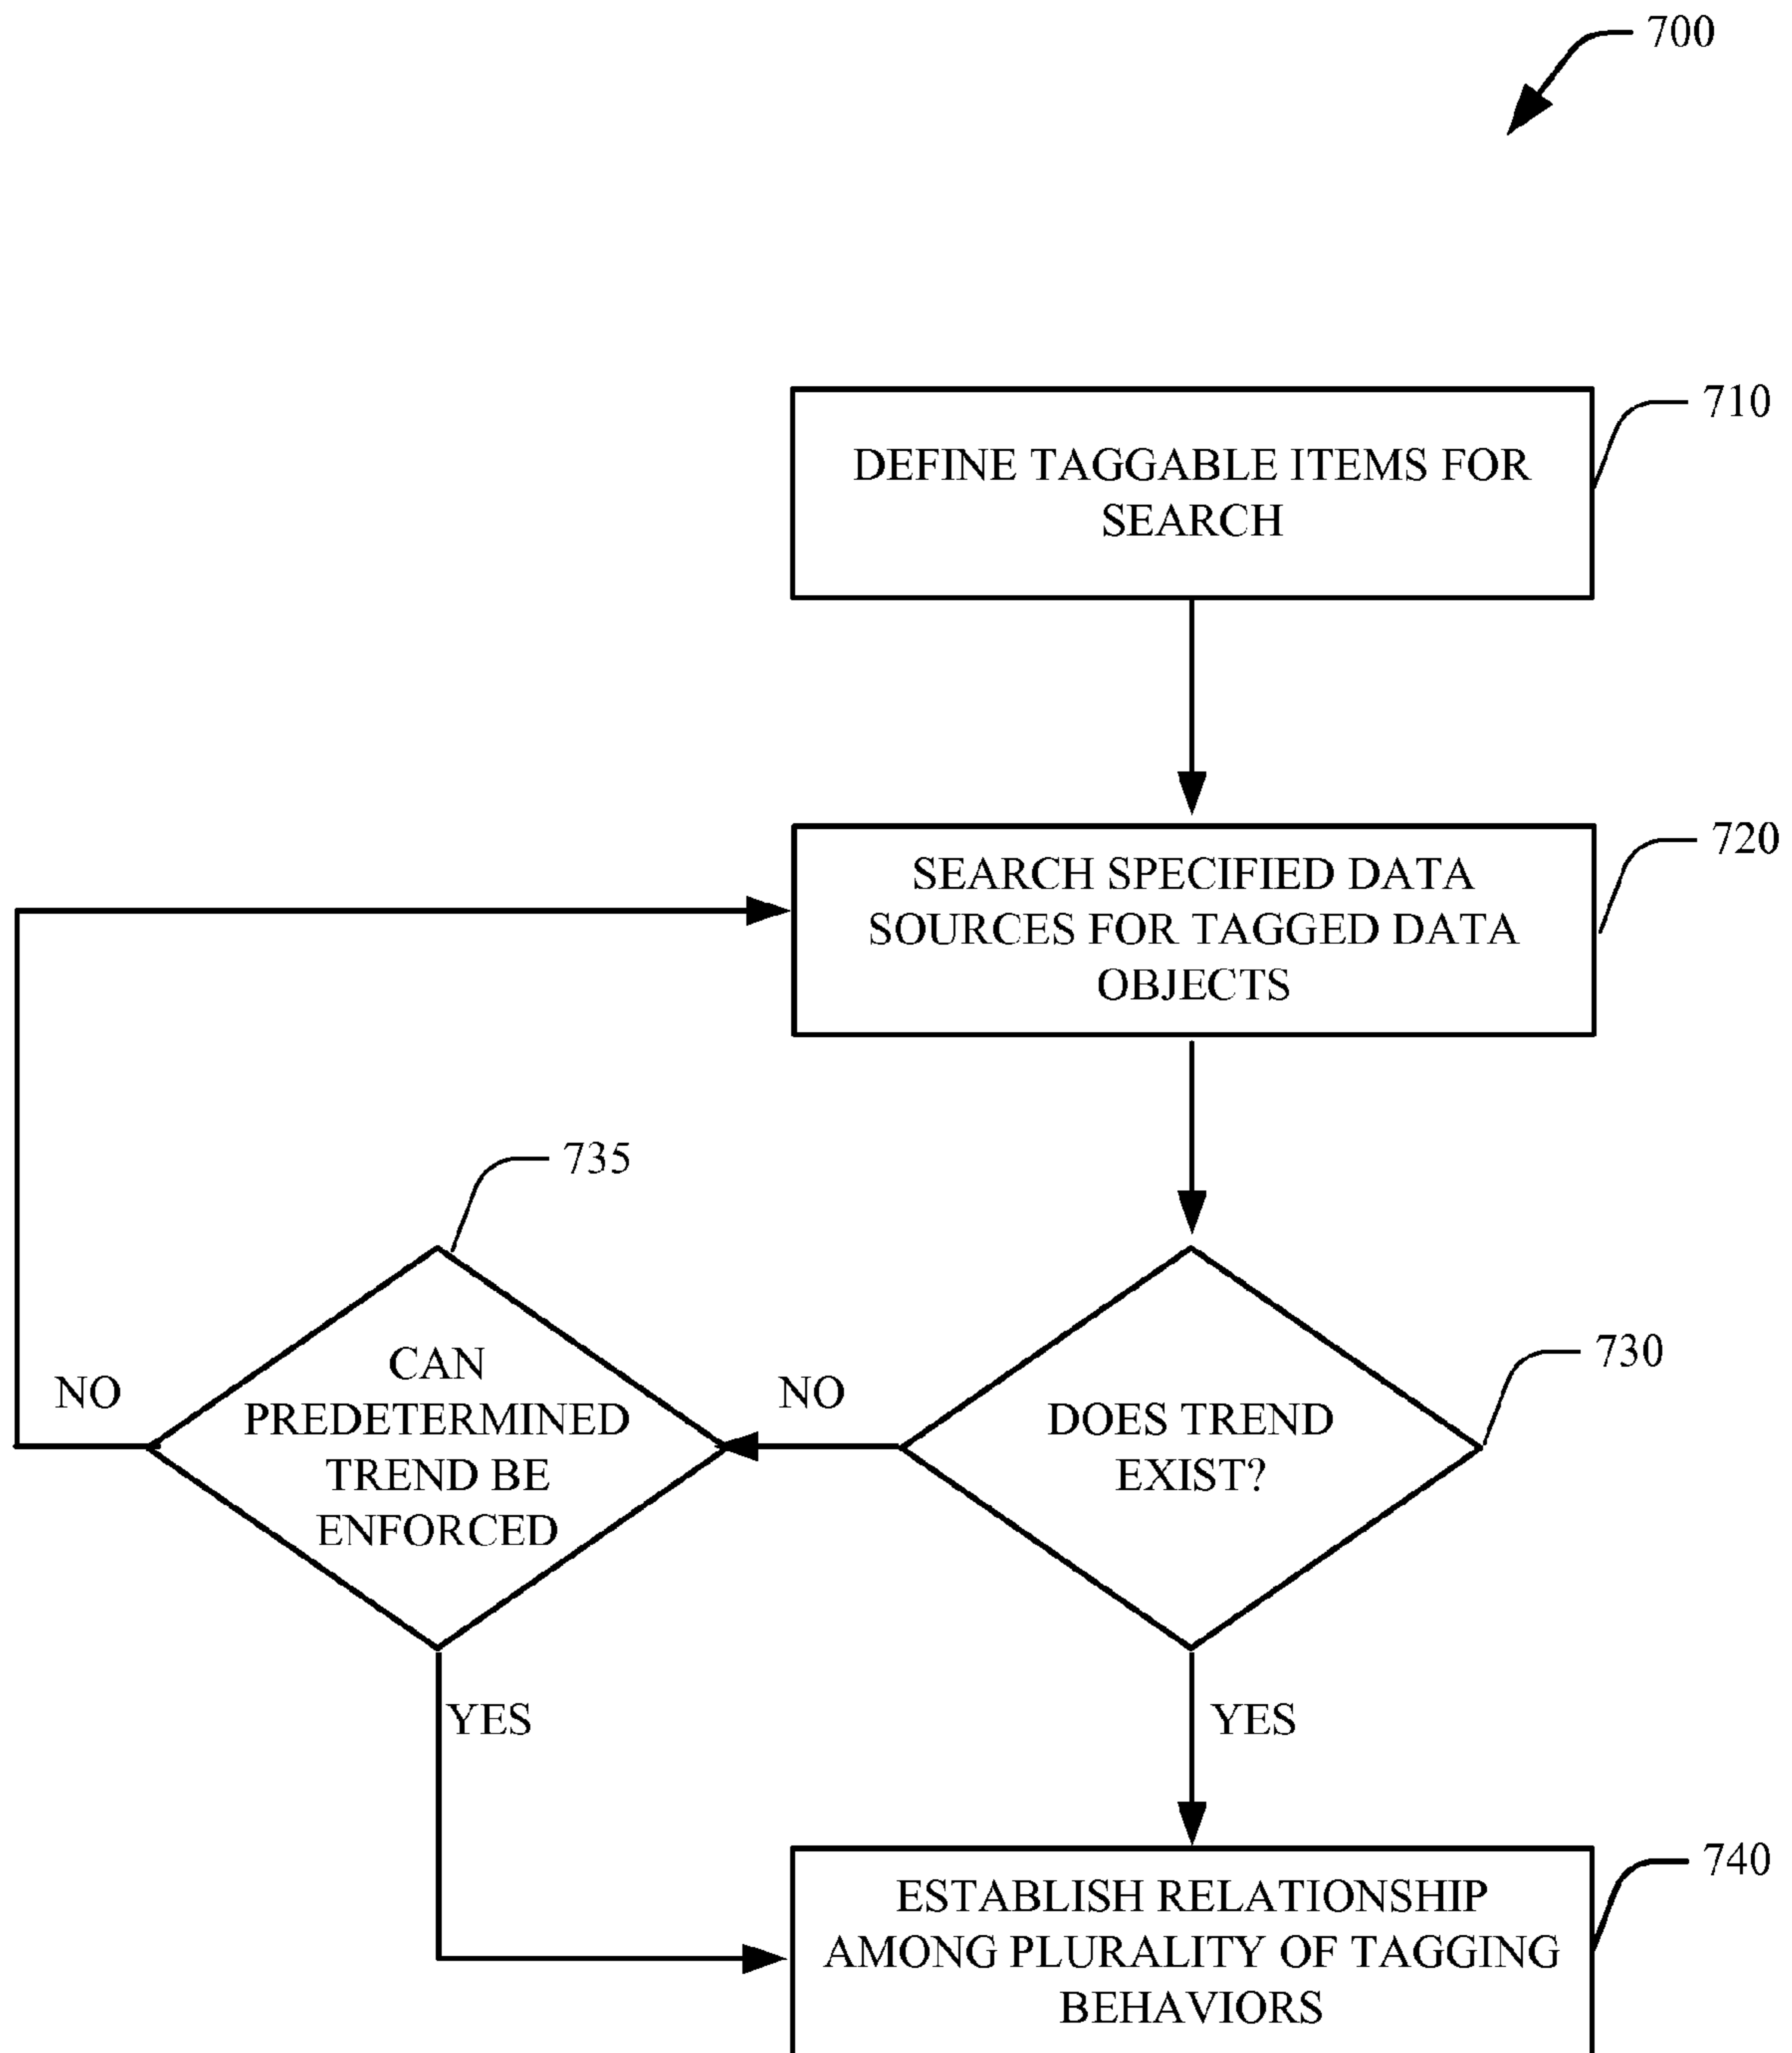 700
710
DEFINE TAGGABLE ITEMS FOR
SEARCH
720
SEARCH SPECIFIED DATA
SOURCES FOR TAGGED DATA
OBJECTS
735
730
CAN
PREDETERMINED
TREND BE
ENFORCED
NO
NO
DOES TREND
EXIST?
YES
YES
740
ESTABLISH RELATIONSHIP
AMONG PLURALITY OF TAGGING
BEHAVIORS